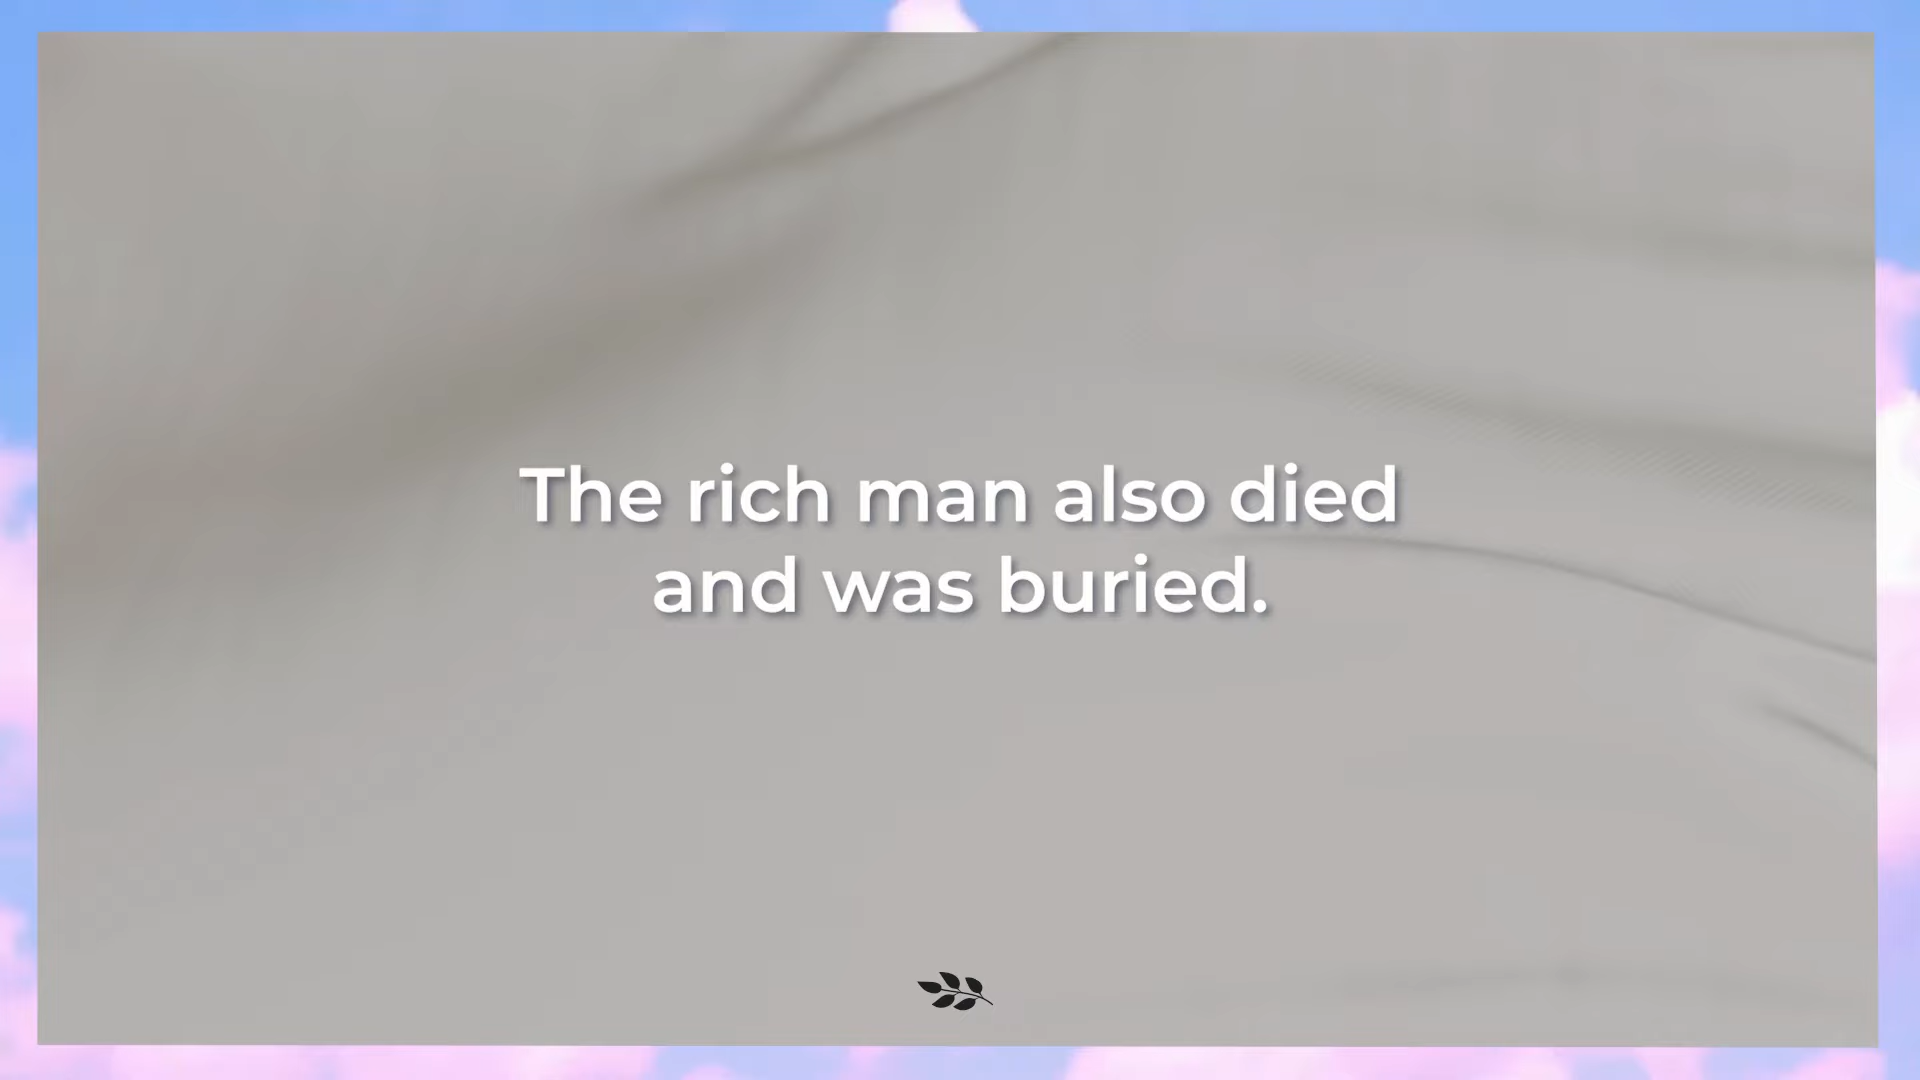 The rich man also died
and was buried.